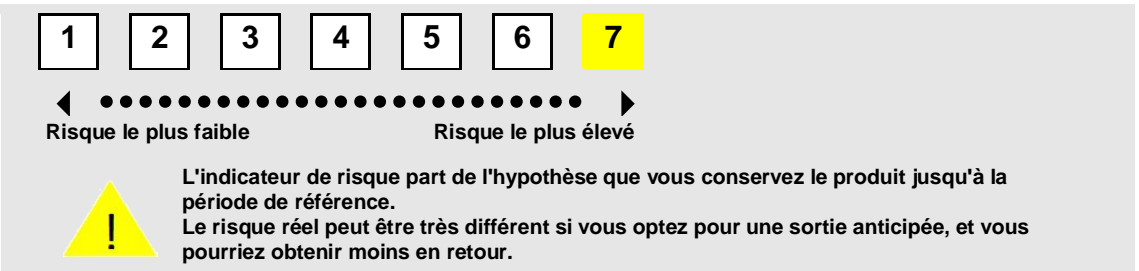 1 2 3 4 5 6 7
Risque le plus faible Risque le plus élevé
L'indicateur de risque part de l'hypothèse que vous conservez le produit jusqu'à la
période de référence.
Le risque réel peut être très différent si vous optez pour une sortie anticipée, et vous
pourriez obtenir moins en retour.
!